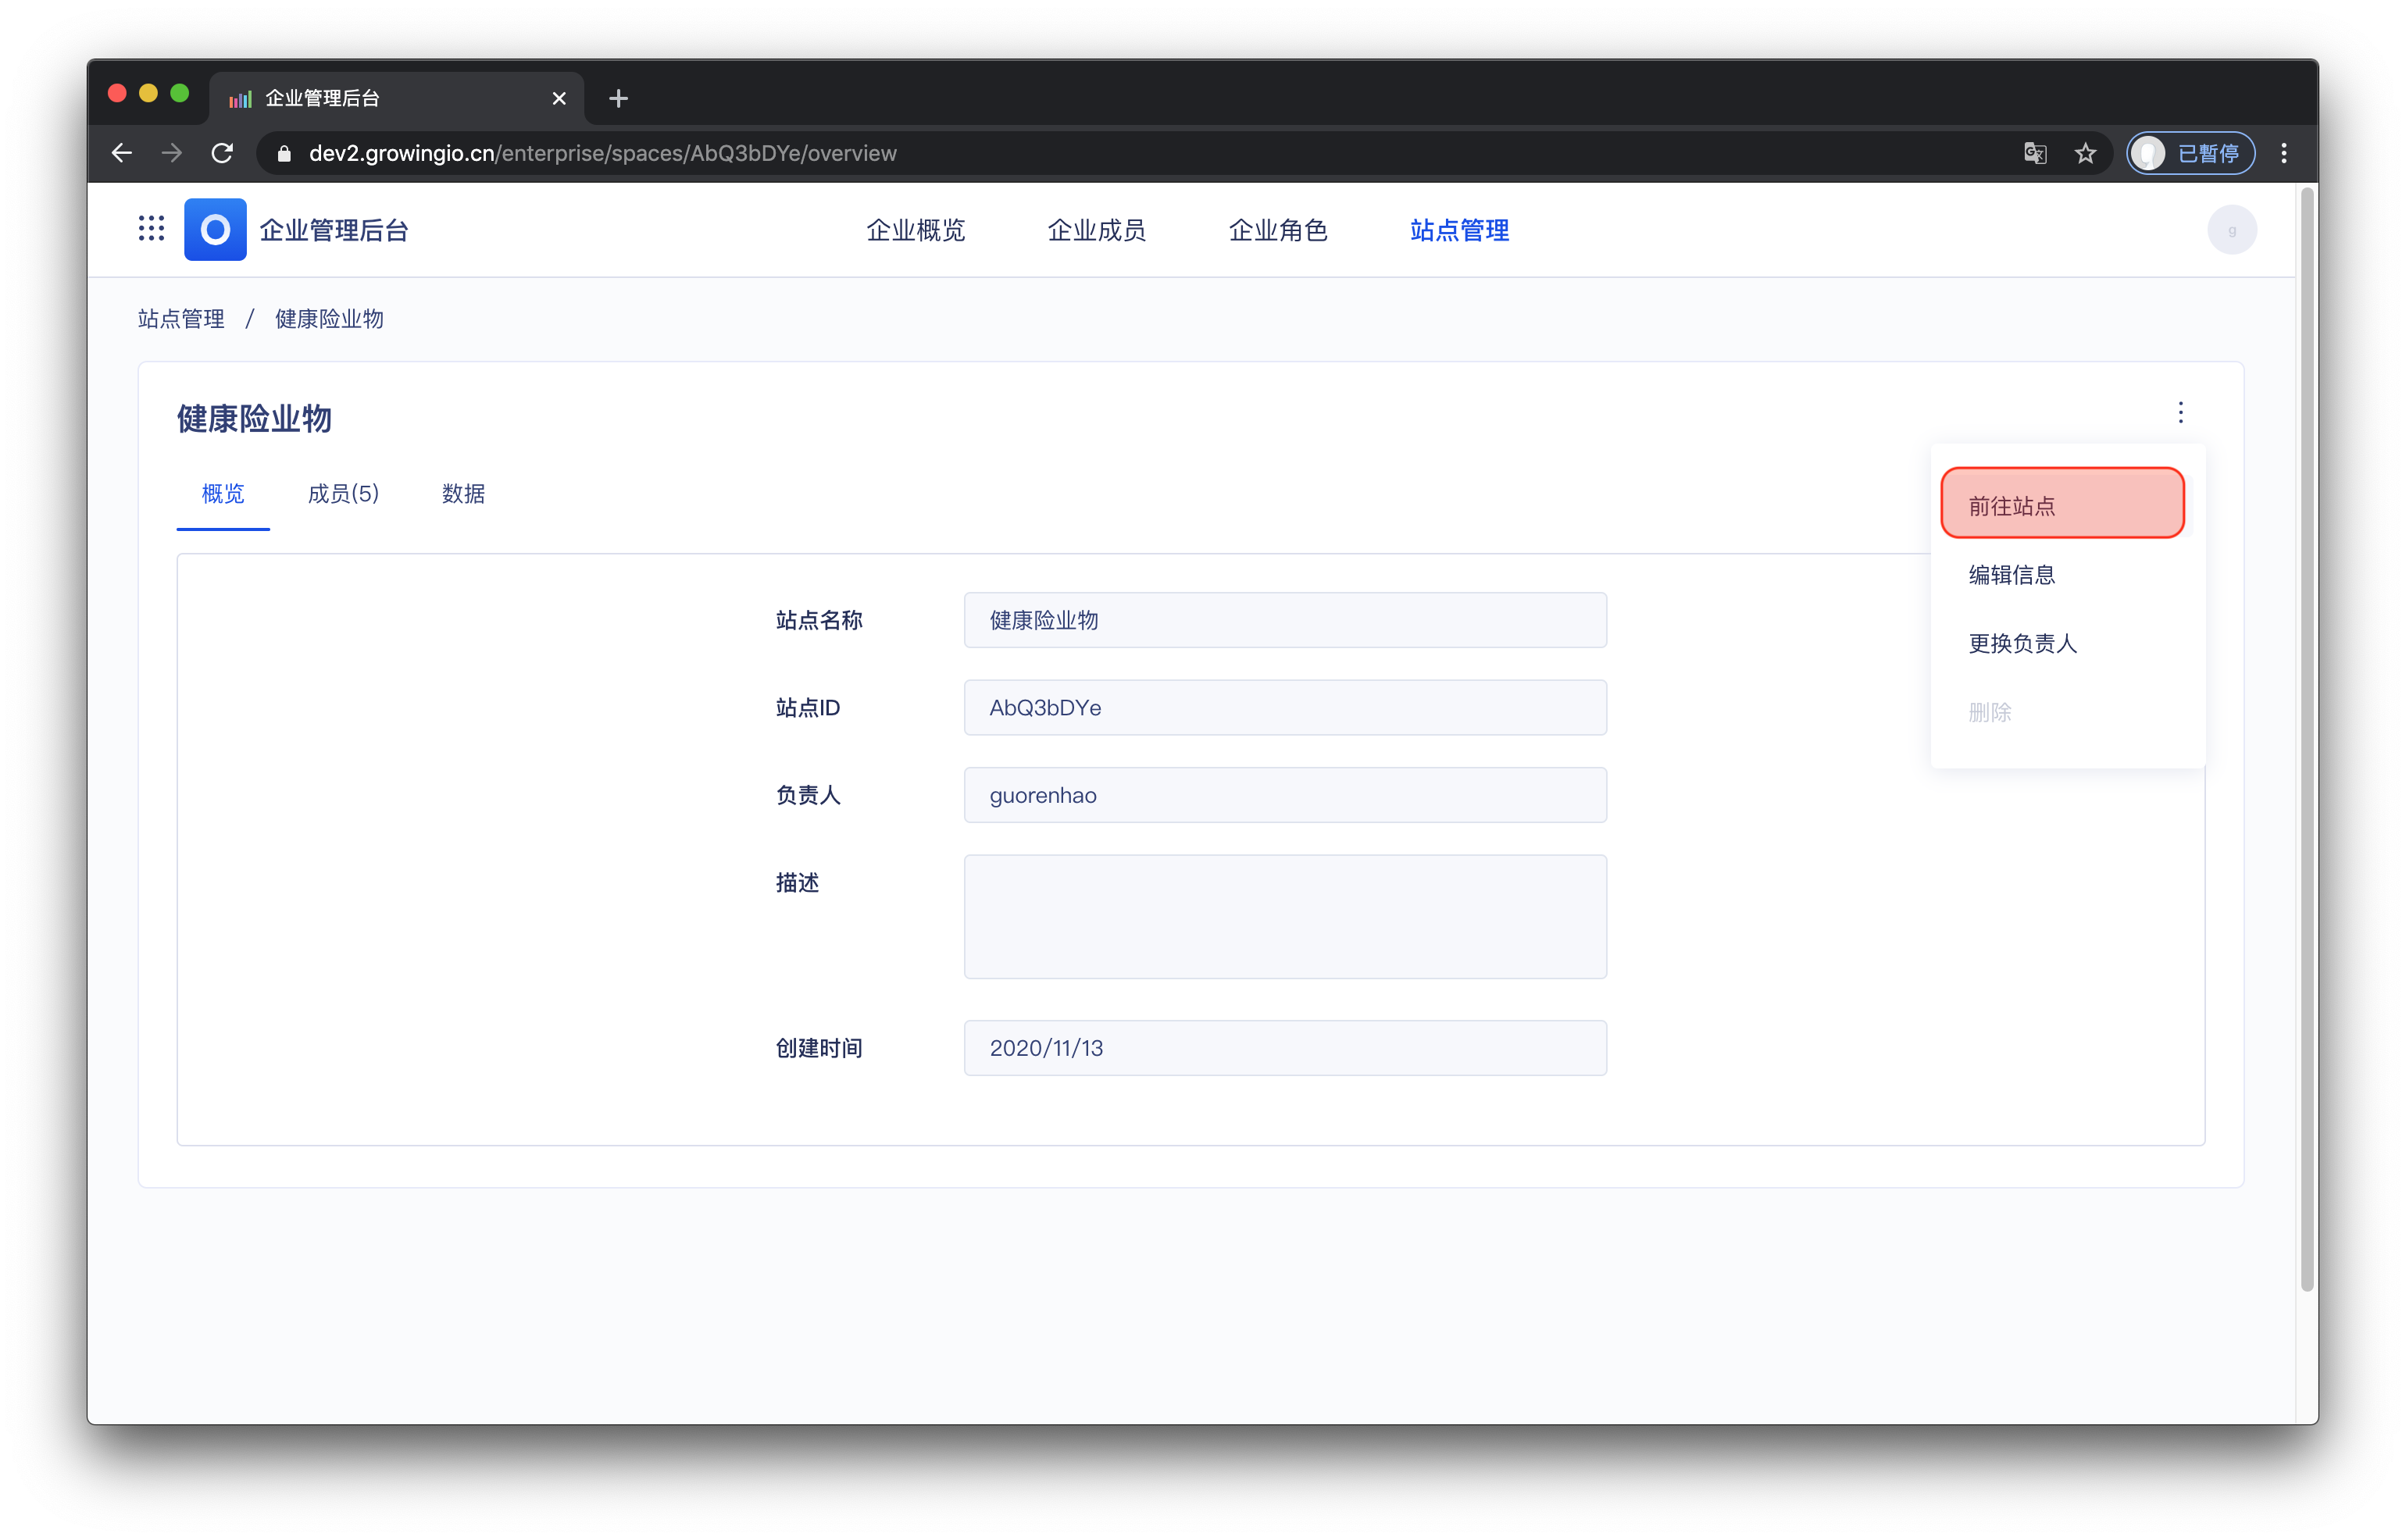 企业管理后台
dev2.growingio.cn/enterprise/spaces/AbQ3bDYe/overview
已暂停
企业管理后台
企业概览
企业成员
企业角色
站点管理
g
站点管理 / 健康险业物
健康险业物
概览
成员(5)
数据
前往站点
编辑信息
更换负责人
删除
站点名称 健康险业物
站点ID AbQ3bDYe
负责人 guorenhao
描述
创建时间 2020/11/13